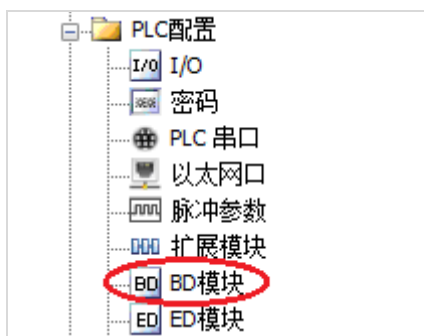 PLC配置
I/O I/O
密码
PLC 串口
以太网口
脉冲参数
扩展模块
BD BD模块
ED ED模块